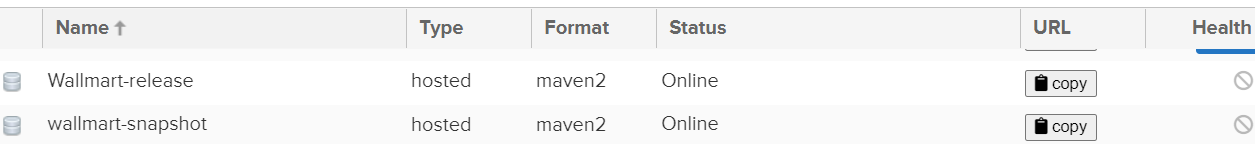 Name Type Format Status URL Health
Wallmart-release hosted maven2 Online copy
wallmart-snapshot hosted maven2 Online copy